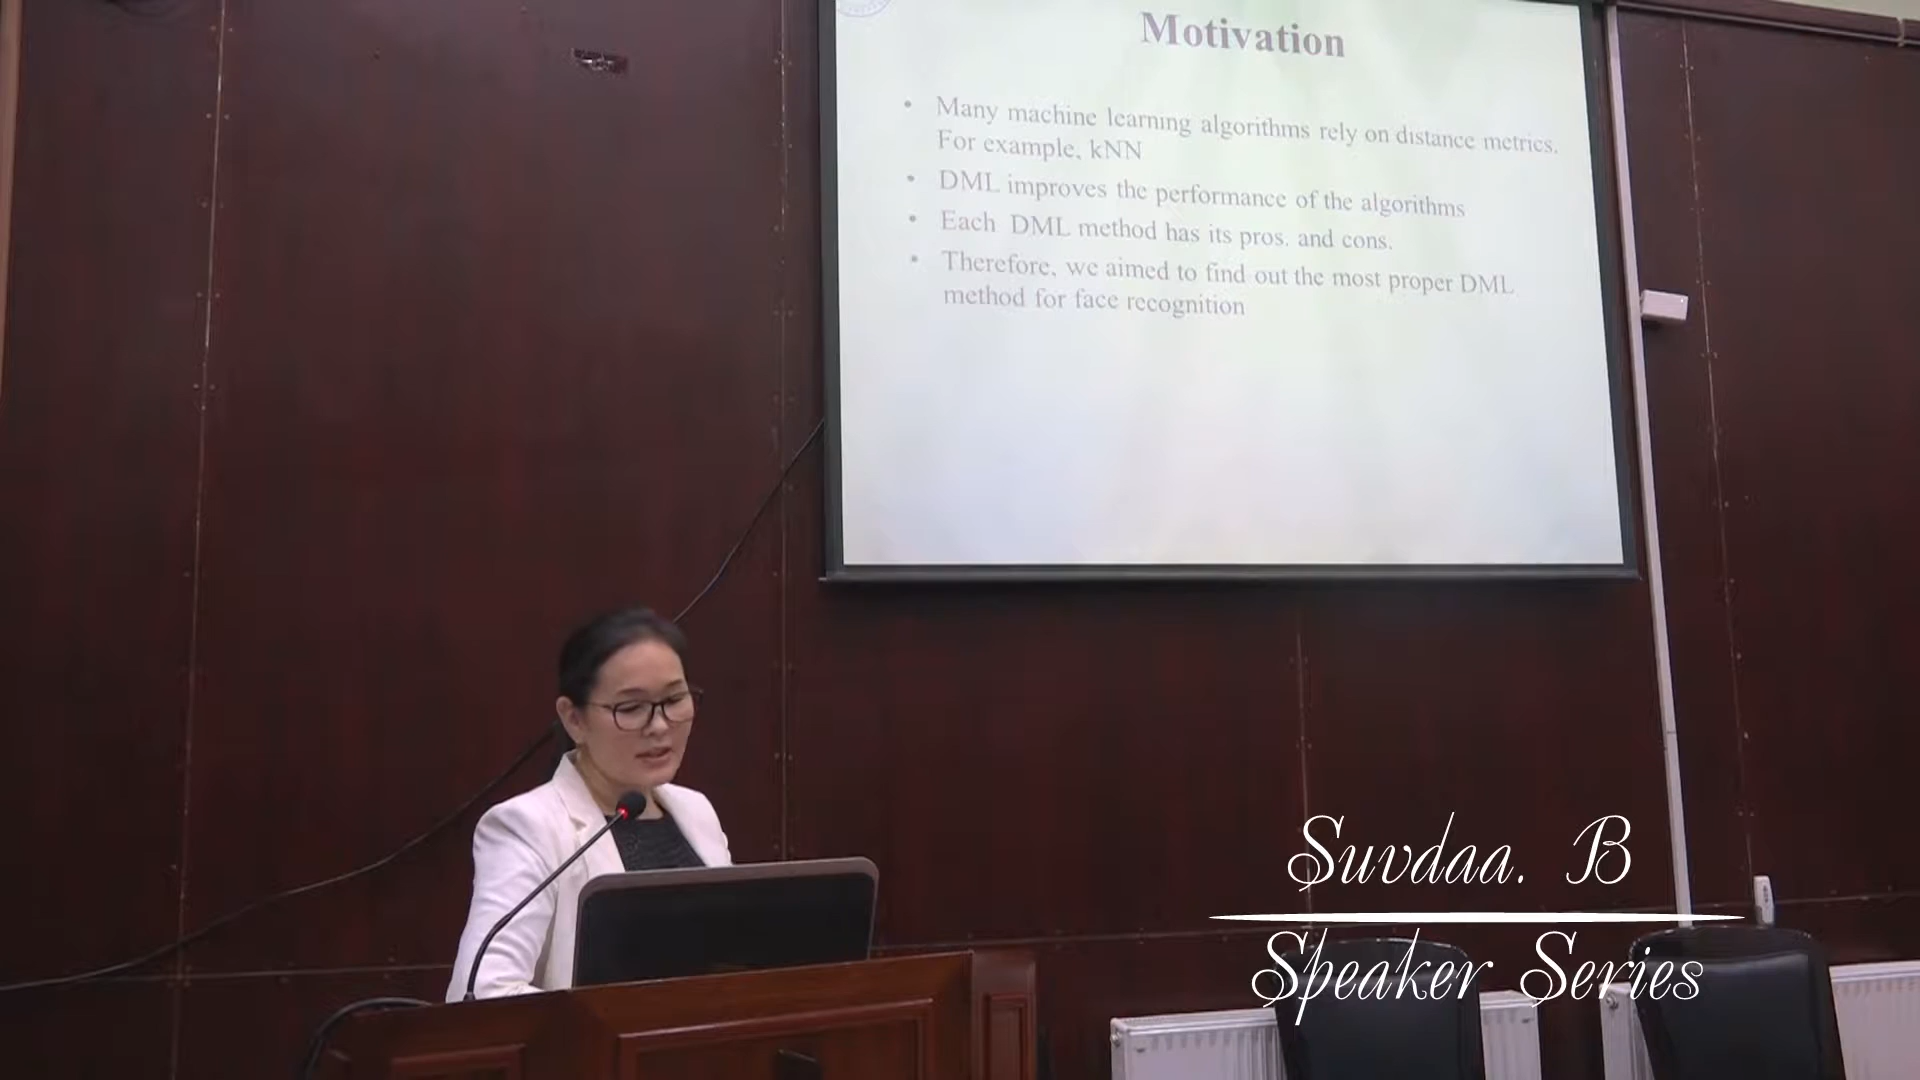 Motivation
• Many machine learning algorithms rely on distance metrics.
For example, kNN
• DML improves the performance of the algorithms
• Each DML method has its pros. and cons.
• Therefore, we aimed to find out the most proper DML
method for face recognition
Suvdaa. B
Speaker Series